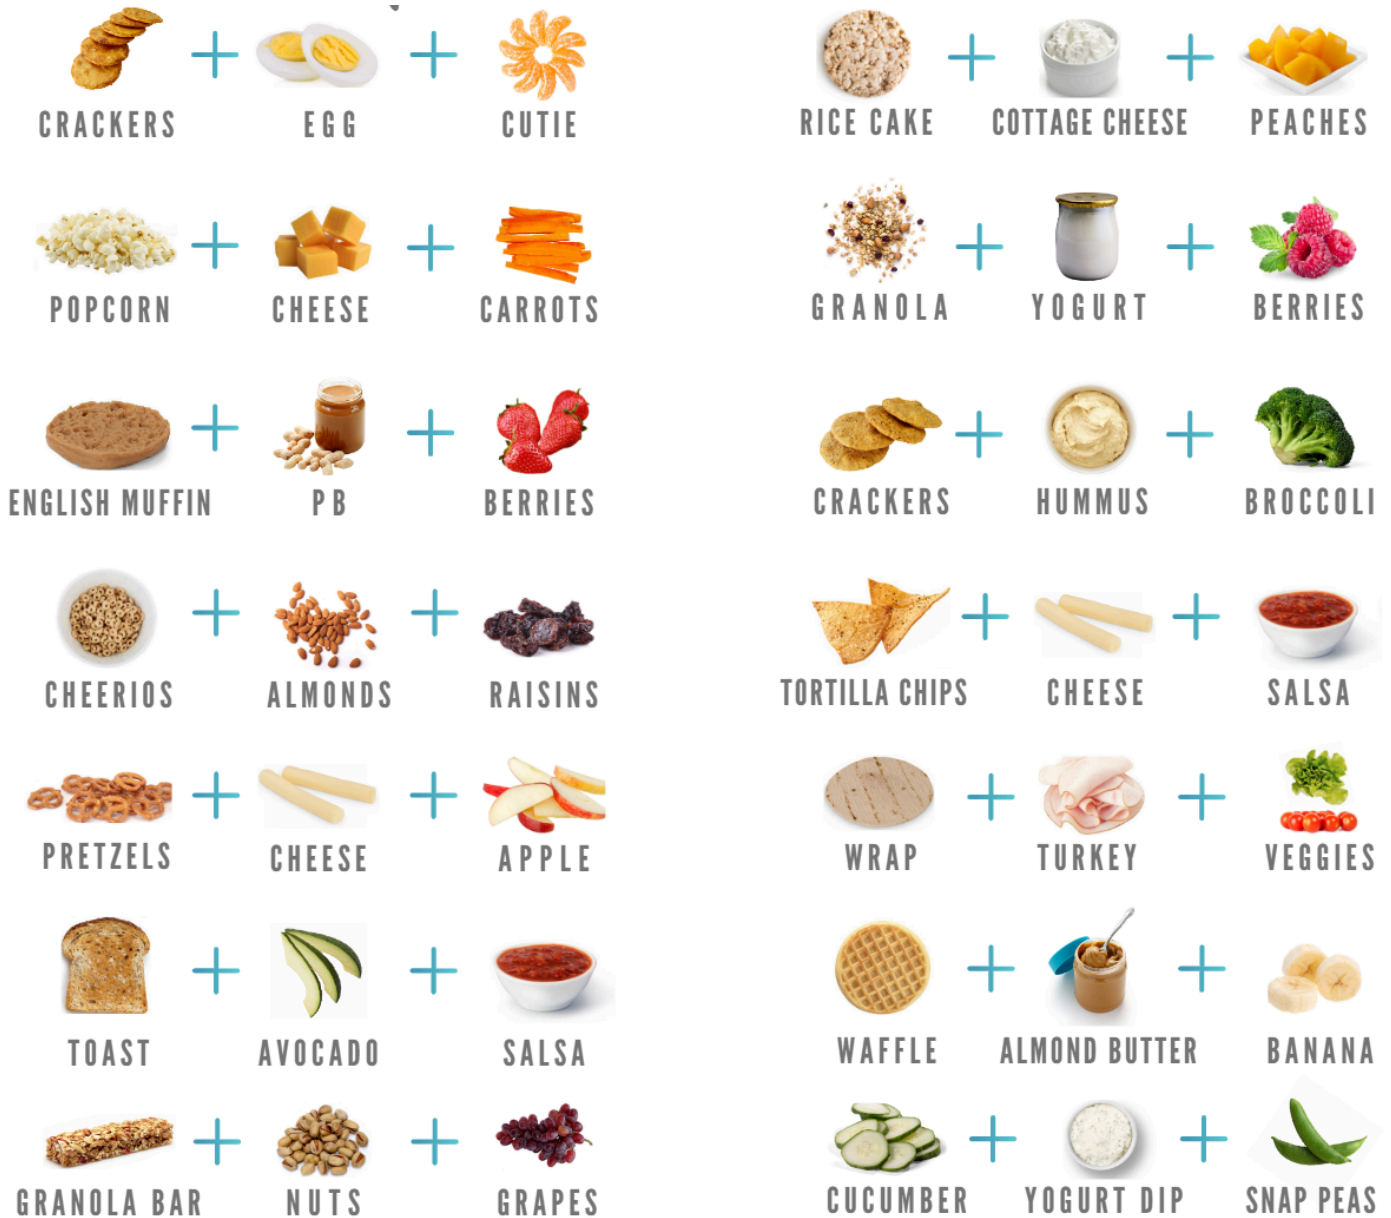 CRACKERS EGG CUTIE
RICE CAKE COTTAGE CHEESE PEACHES
POPCORN CHEESE CARROTS
GRANOLA YOGURT BERRIES
ENGLISH MUFFIN PB BERRIES
CRACKERS HUMMUS BROCCOLI
CHEERIOS ALMONDS RAISINS
TORTILLA CHIPS CHEESE SALSA
PRETZELS CHEESE APPLE
WRAP TURKEY VEGGIES
TOAST AVOCADO SALSA
WAFFLE ALMOND BUTTER BANANA
GRANOLA BAR NUTS GRAPES
CUCUMBER YOGURT DIP SNAP PEAS